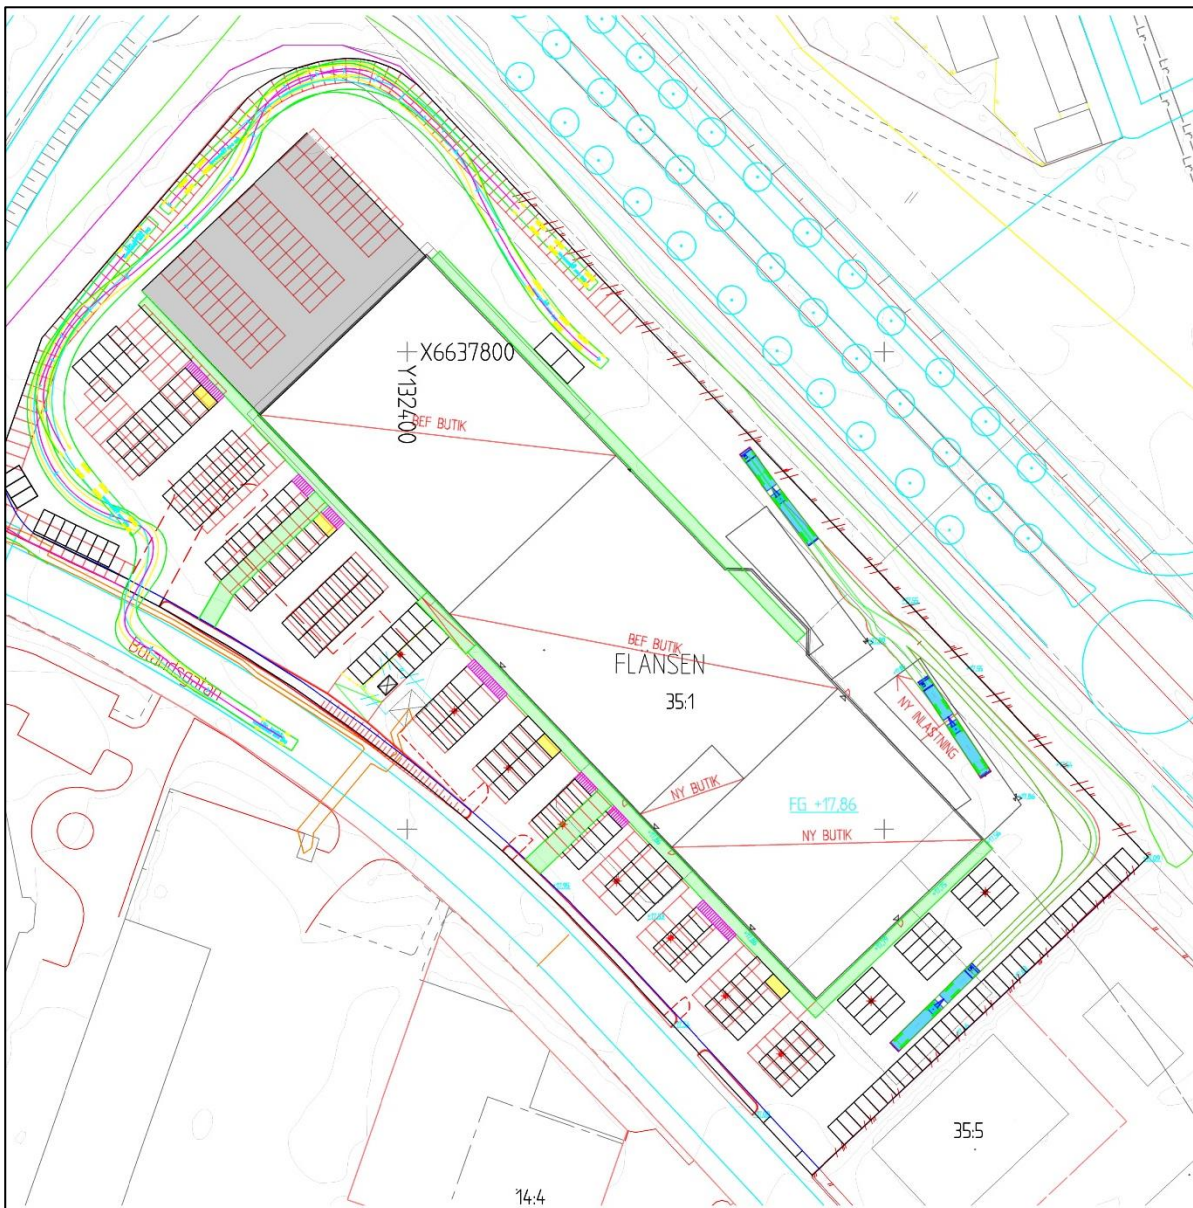 X6637800
Y132400
BEF BUTIK
BEF BUTIK
FLANSEN
35:1
NY INLASTNING
NY BUTIK
FG +17,86
NY BUTIK
Bolandsgatan
35:5
14:4